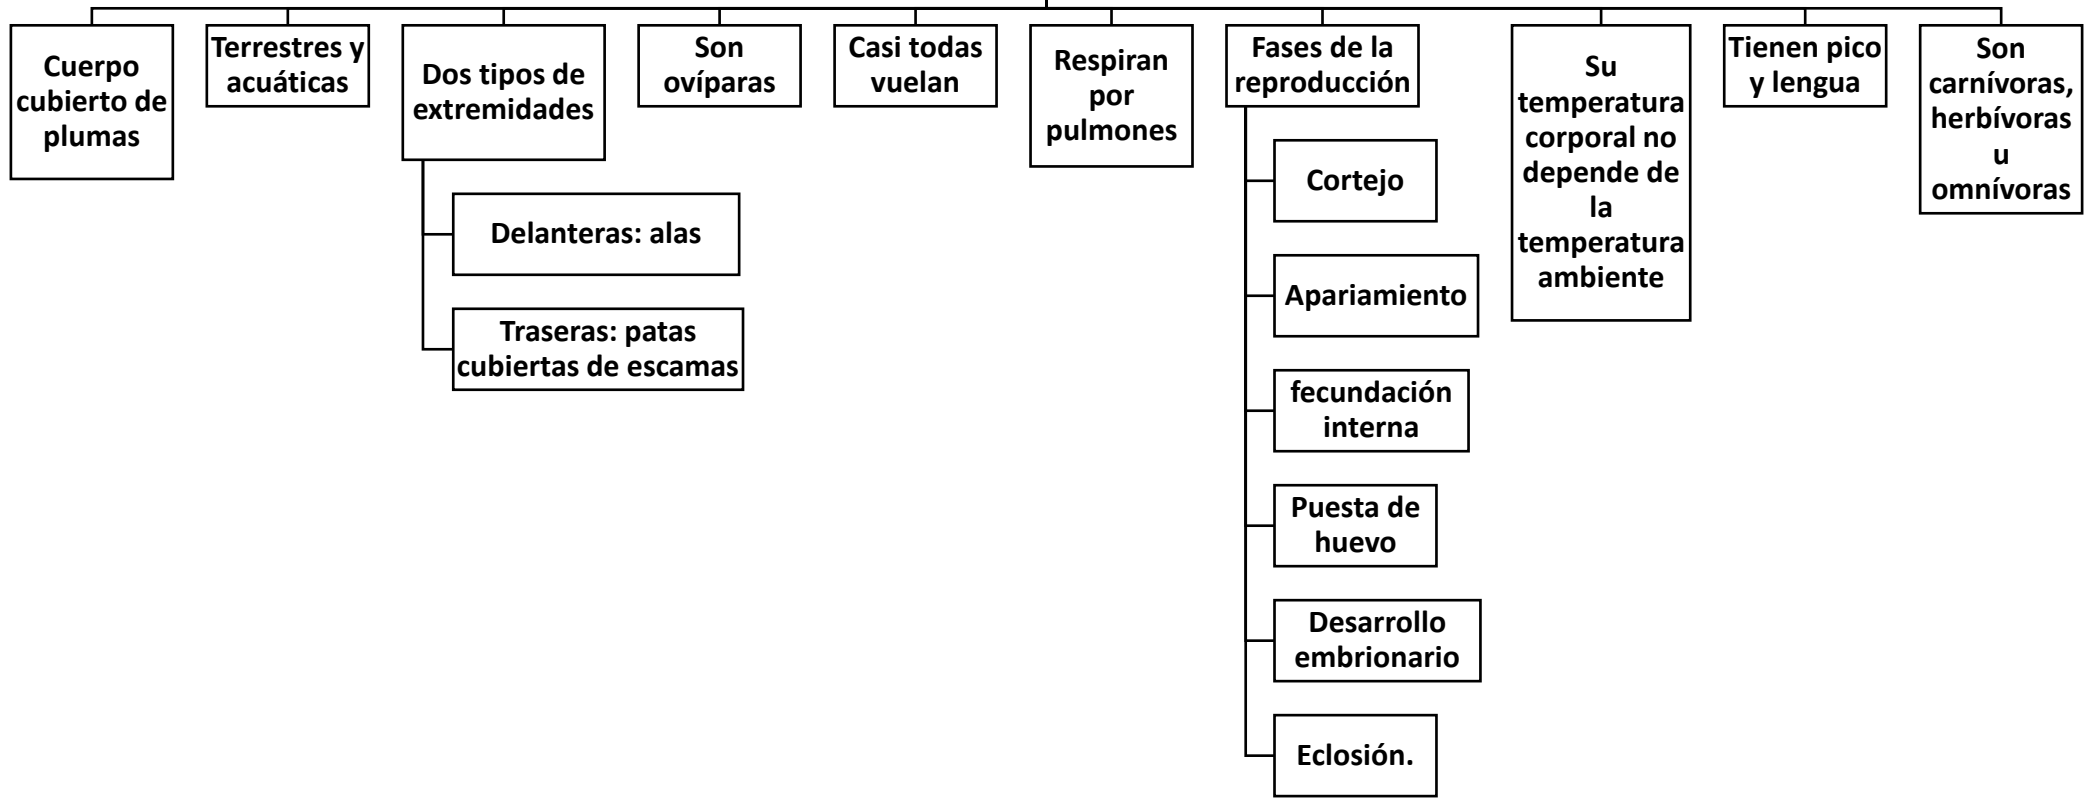 Cuerpo
cubierto de
plumas
Terrestres y
acuáticas
Dos tipos de
extremidades
Delanteras: alas
Traseras: patas
cubiertas de escamas
Son
ovíparas
Casi todas
vuelan
Respiran
por
pulmones
Fases de la
reproducción
Cortejo
Apariamiento
fecundación
interna
Puesta de
huevo
Desarrollo
embrionario
Eclosión.
Su
temperatura
corporal no
depende de
la
temperatura
ambiente
Tienen pico
y lengua
Son
carnívoras,
herbívoras
u
omnívoras